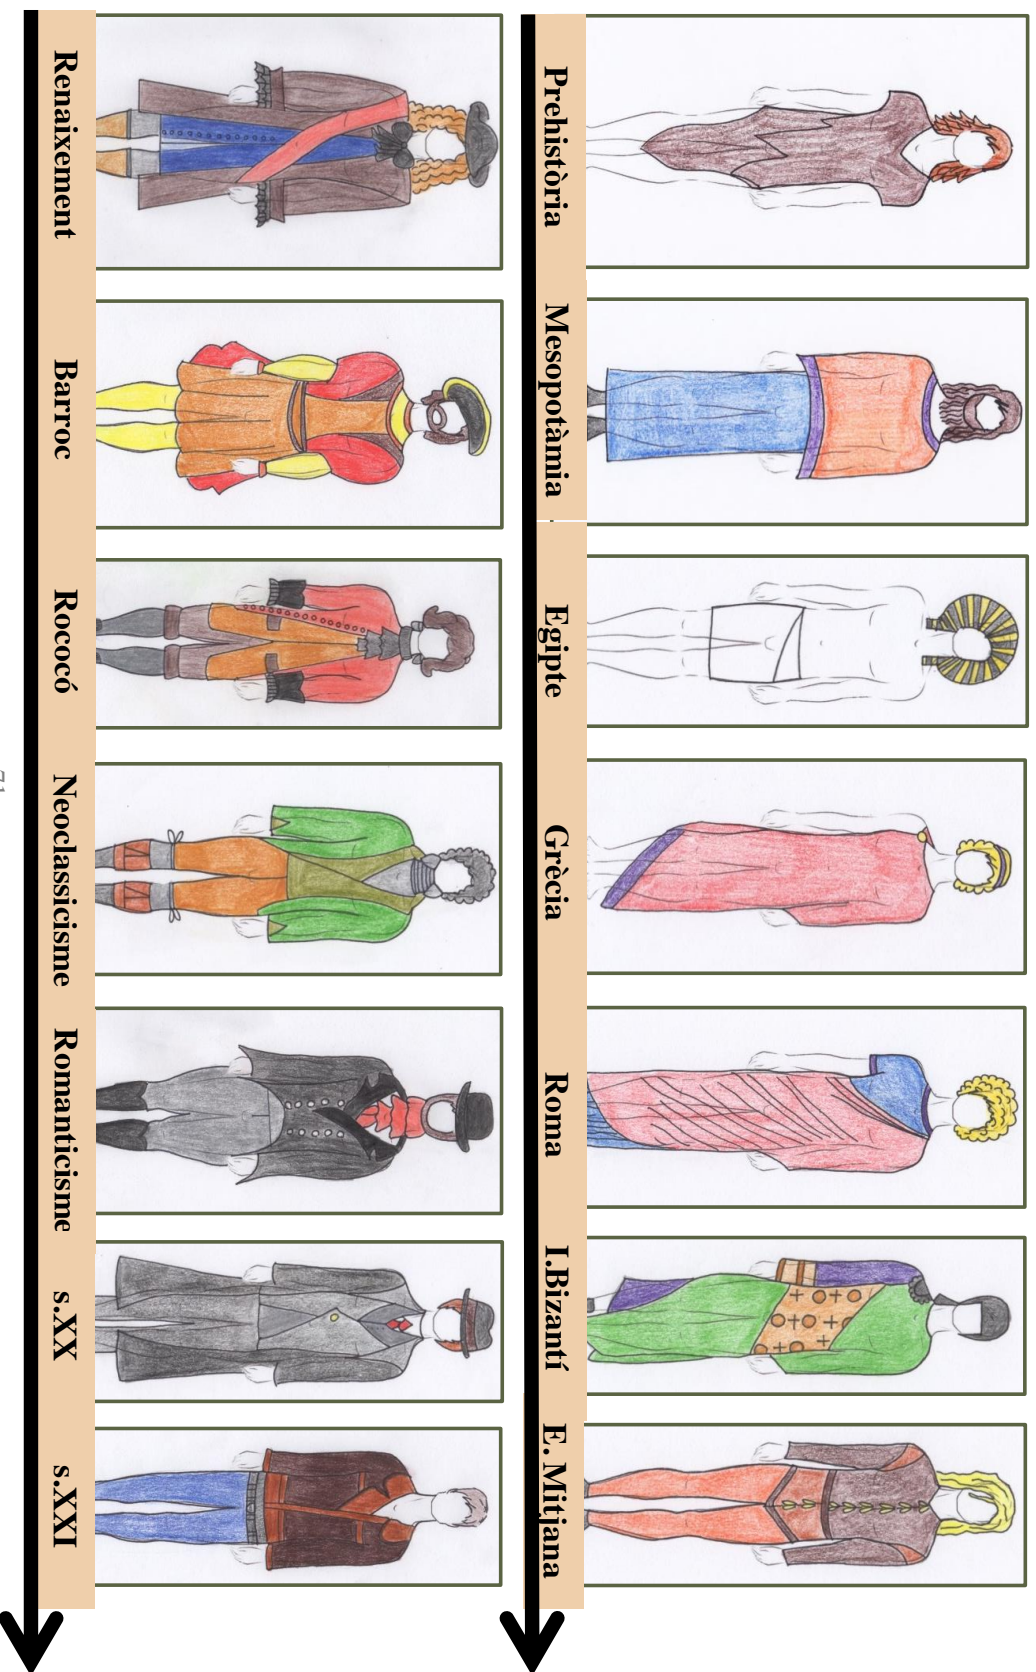 Prehistòria
Mesopotàmia
Egipte
Grècia
Roma
I.Bizantí
E. Mitjana
Renaixement
Barroc
Rococó
Neoclassicisme
Romanticisme
s.XX
s.XXI